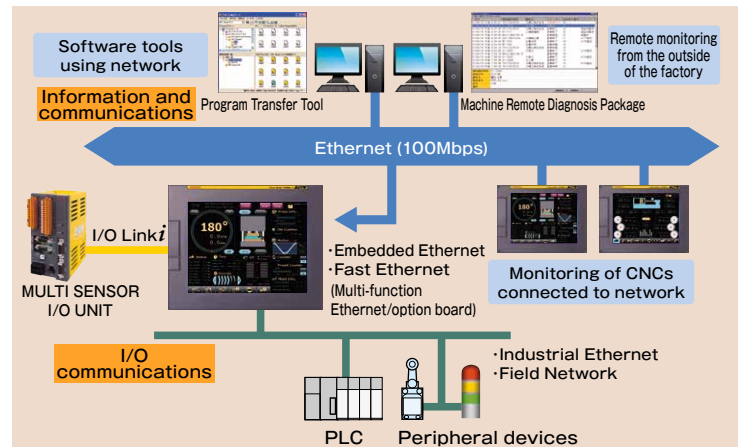 Software tools
using network
Information and
communications
Program Transfer Tool
Machine Remote Diagnosis Package
Remote monitoring
from the outside
of the factory
Ethernet (100Mbps)
I/O Link i
MULTI SENSOR
I/O UNIT
180°
·Embedded Ethernet
·Fast Ethernet
(Multi-function
Ethernet/option board)
180°
Monitoring of CNCs
connected to network
I/O
communications
·Industrial Ethernet
·Field Network
PLC
Peripheral devices